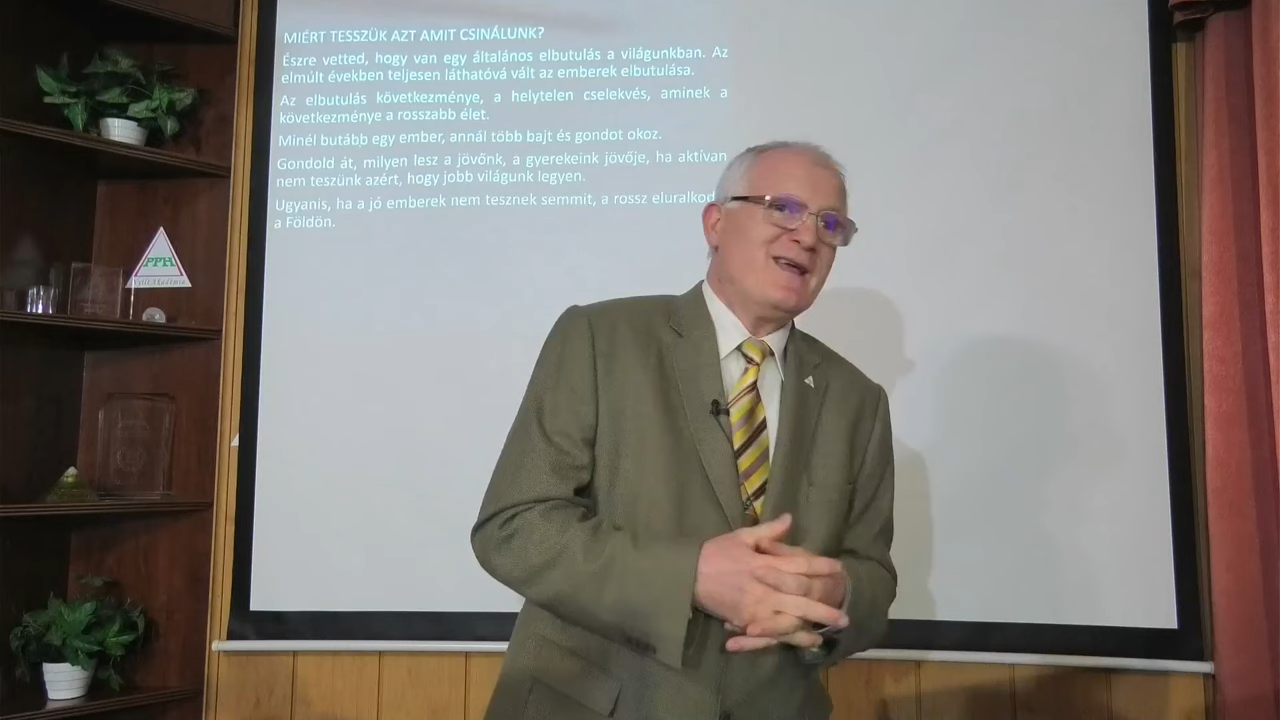 MIÉRT TESSZÜK AZT AMIT CSINÁLUNK?
Észre vetted, hogy van egy általános elbutulás a világunkban. Az
elmúlt években teljesen láthatóvá vált az emberek elbutulása.
Az elbutulás következménye, a helytelen cselekvés, aminek a
következménye a rosszabb élet.
Minél butább egy ember, annál több bajt és gondot okoz.
Gondold át, milyen lesz a jövőnk, a gyerekeink jövője, ha aktívan
nem teszünk azért, hogy jobb világunk legyen.
Ugyanis, ha a jó emberek nem tesznek semmit, a rossz eluralkod
a Földön.
PPH